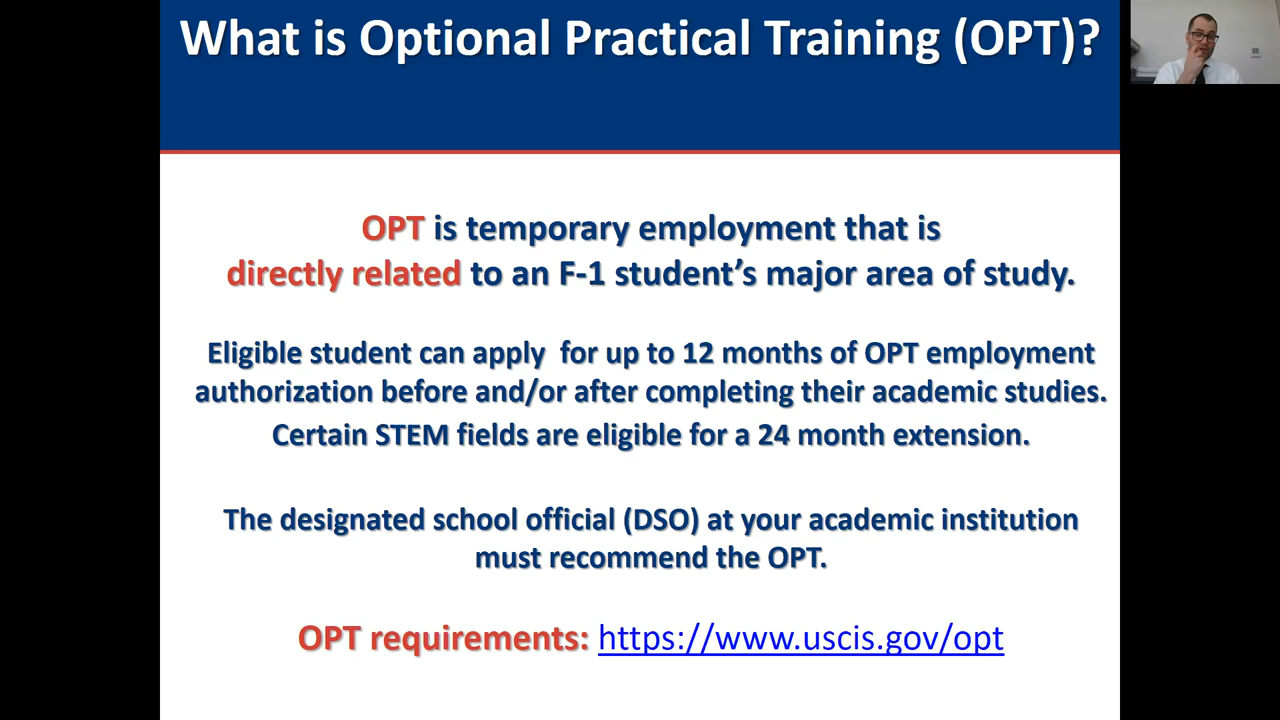 What is Optional Practical Training (OPT)?
OPT is temporary employment that is
directly related to an F-1 student’s major area of study.
Eligible student can apply  for up to 12 months of OPT employment
authorization before and/or after completing their academic studies.
Certain STEM fields are eligible for a 24 month extension.
The designated school official (DSO) at your academic institution
must recommend the OPT.
OPT requirements: https://www.uscis.gov/opt